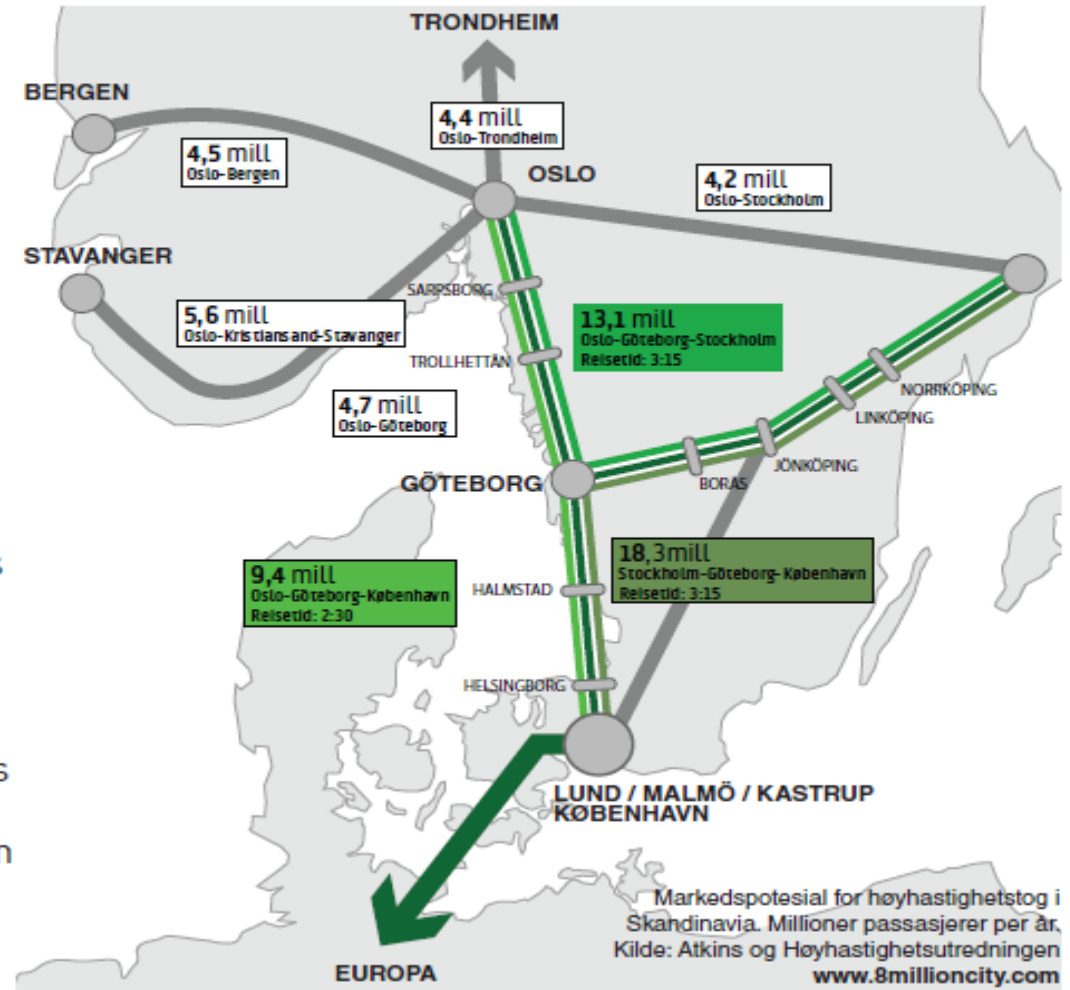 TRONDHEIM
BERGEN
4,4 mill
Oslo-Trondheim
4,5 mill
Oslo-Bergen
OSLO
4,2 mill
Oslo-Stockholm
STAVANGER
SARPSBORG
5,6 mill
Oslo-Kristiansand-Stavanger
13,1 mill
Oslo-Göteborg-Stockholm
Reisetid: 3:15
TROLLHETTÄN
NORRKÖPING
4,7 mill
Oslo-Göteborg
LINKÖPING
JÖNKÖPING
GÖTEBORG
BORÅS
s
18,3mill
Stockholm-Göteborg-København
Reisetid: 3:15
9,4 mill
Oslo-Göteborg-København
Reisetid: 2:30
HALMSTAD
HELSINGBORG
s
LUND / MALMÖ / KASTRUP
KØBENHAVN
n
Markedspotesial for høyhastighetstog i
Skandinavia. Millioner passasjerer per år.
Kilde: Atkins og Høyhastighetsutredningen
www.8millioncity.com
EUROPA